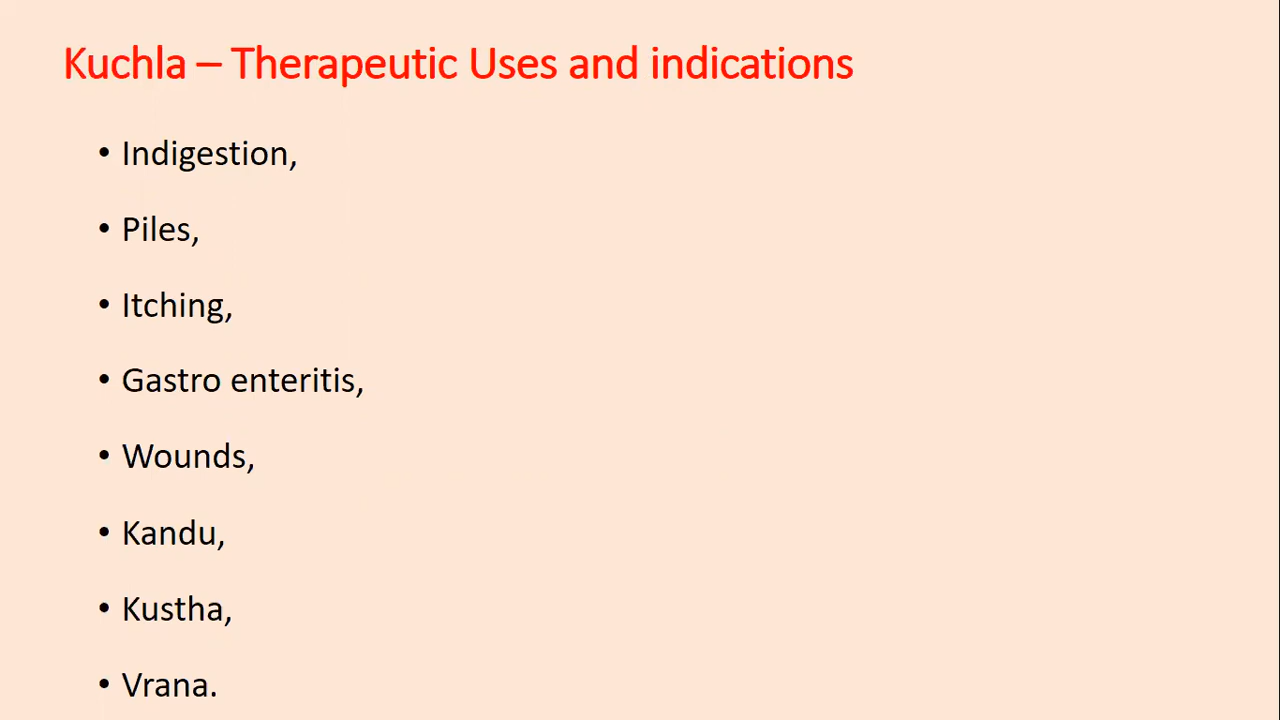 Kuchla – Therapeutic Uses and indications
• Indigestion,
• Piles,
• Itching,
• Gastro enteritis,
• Wounds,
• Kandu,
• Kustha,
• Vrana.